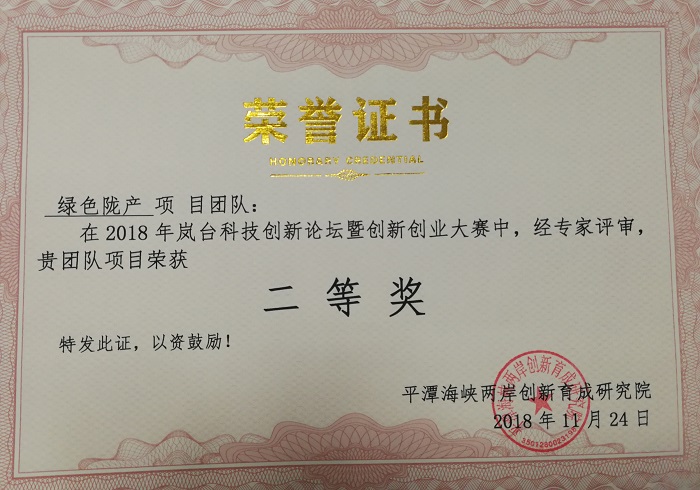 荣誉证书
HONORARY CREDENTIAL
绿色陇产 项 目团队：
在 2018 年岚台科技创新论坛暨创新创业大赛中，经专家评审，
贵团队项目荣获
二 等 奖
特发此证，以资鼓励！
平潭海峡两岸创新育成研究院
2018 年 11 月 24 日